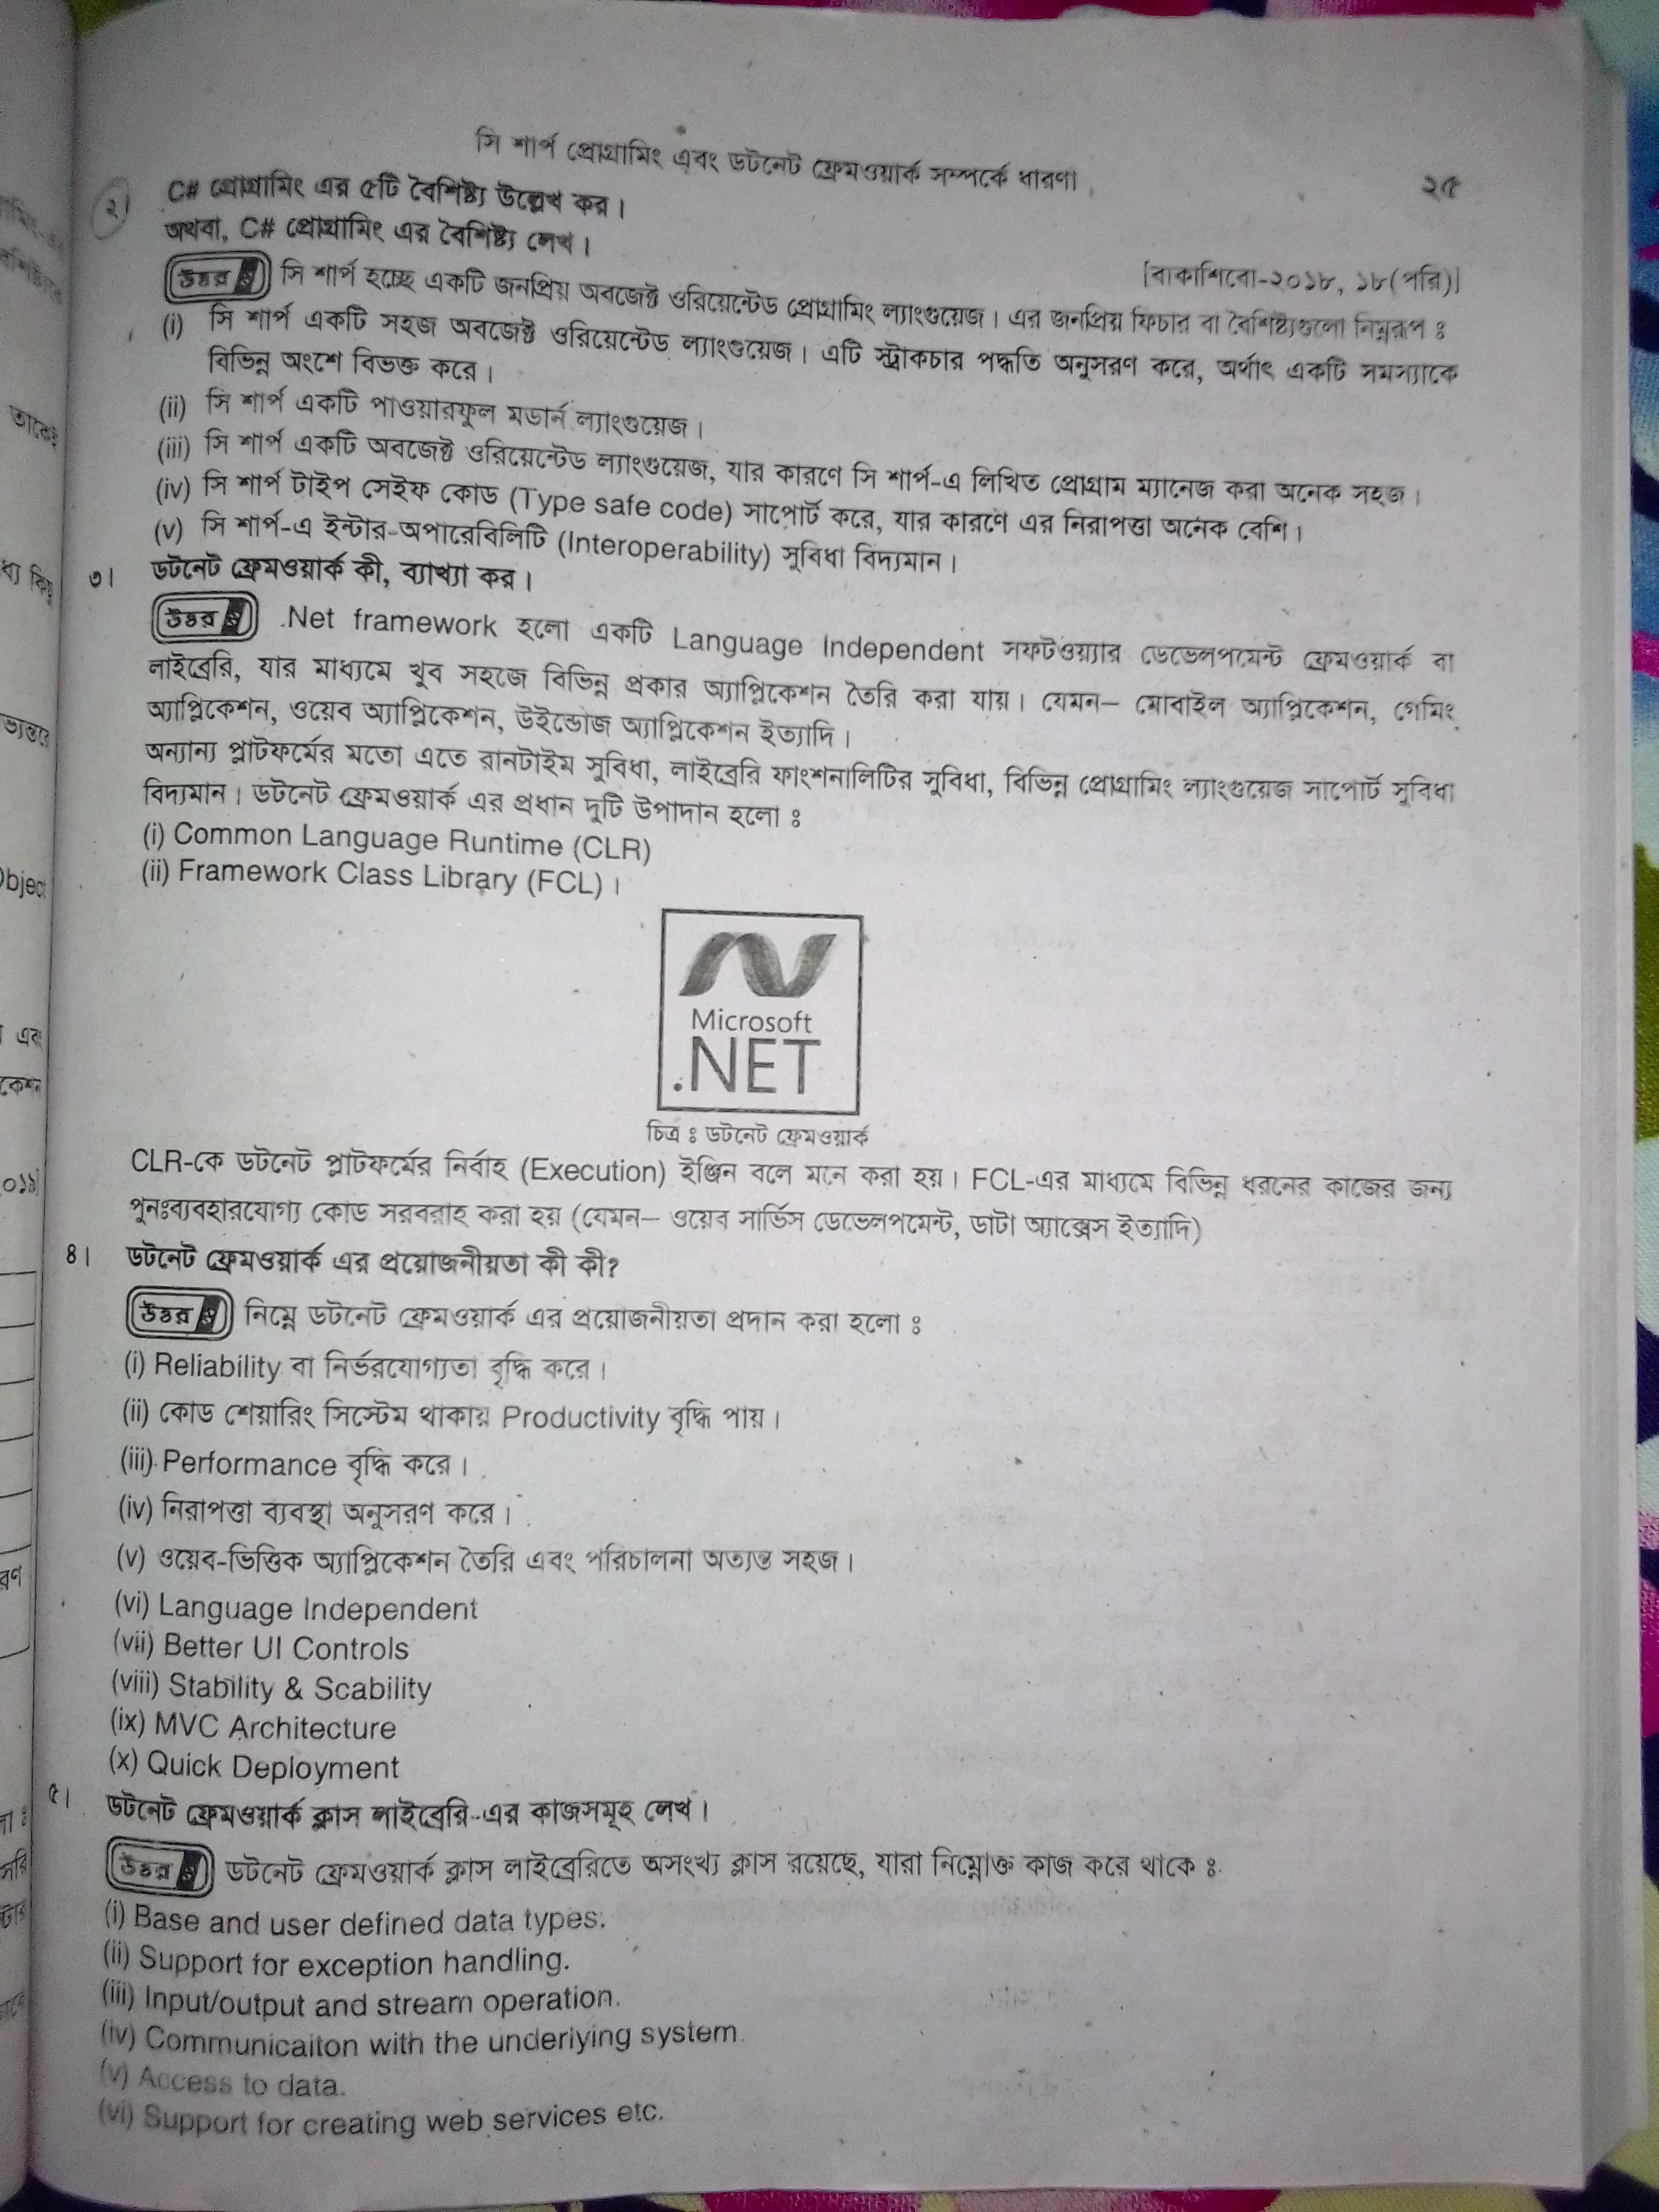 সি শার্প প্রোগ্রামিং এবং ডটনেট ফ্রেমওয়ার্ক সম্পর্কে ধারণা
২৫
২। C# প্রোগ্রামিং এর ৫টি বৈশিষ্ট্য উল্লেখ কর।
অথবা, C# প্রোগ্রামিং এর বৈশিষ্ট্য লেখ।
[বাকাশিবো-২০১৮, ১৮(পরি)]
উত্তর ঃ সি শার্প হচ্ছে একটি জনপ্রিয় অবজেক্ট ওরিয়েন্টেড প্রোগ্রামিং ল্যাংগুয়েজ। এর জনপ্রিয় ফিচার বা বৈশিষ্ট্যগুলো নিম্নরূপ ঃ
(i) সি শার্প একটি সহজ অবজেক্ট ওরিয়েন্টেড ল্যাংগুয়েজ। এটি স্ট্রাকচার পদ্ধতি অনুসরণ করে, অর্থাৎ একটি সমস্যাকে
বিভিন্ন অংশে বিভক্ত করে।
(ii) সি শার্প একটি পাওয়ারফুল মডার্ন ল্যাংগুয়েজ।
(iii) সি শার্প একটি অবজেক্ট ওরিয়েন্টেড ল্যাংগুয়েজ, যার কারণে সি শার্প-এ লিখিত প্রোগ্রাম ম্যানেজ করা অনেক সহজ।
(iv) সি শার্প টাইপ সেইফ কোড (Type safe code) সাপোর্ট করে, যার কারণে এর নিরাপত্তা অনেক বেশি।
(v) সি শার্প-এ ইন্টার-অপারেবিলিটি (Interoperability) সুবিধা বিদ্যমান।
৩। ডটনেট ফ্রেমওয়ার্ক কী, ব্যাখ্যা কর।
উত্তর ঃ .Net framework হলো একটি Language Independent সফটওয়্যার ডেভেলপমেন্ট ফ্রেমওয়ার্ক বা
লাইব্রেরি, যার মাধ্যমে খুব সহজে বিভিন্ন প্রকার অ্যাপ্লিকেশন তৈরি করা যায়। যেমন— মোবাইল অ্যাপ্লিকেশন, গেমিং
অ্যাপ্লিকেশন, ওয়েব অ্যাপ্লিকেশন, উইন্ডোজ অ্যাপ্লিকেশন ইত্যাদি।
অন্যান্য প্লাটফর্মের মতো এতে রানটাইম সুবিধা, লাইব্রেরি ফাংশনালিটির সুবিধা, বিভিন্ন প্রোগ্রামিং ল্যাংগুয়েজ সাপোর্ট সুবিধা
বিদ্যমান। ডটনেট ফ্রেমওয়ার্ক এর প্রধান দুটি উপাদান হলো ঃ
(i) Common Language Runtime (CLR)
(ii) Framework Class Library (FCL)।
Microsoft
.NET
চিত্র ঃ ডটনেট ফ্রেমওয়ার্ক
CLR-কে ডটনেট প্লাটফর্মের নির্বাহ (Execution) ইঞ্জিন বলে মনে করা হয়। FCL-এর মাধ্যমে বিভিন্ন ধরনের কাজের জন্য
পুনঃব্যবহারযোগ্য কোড সরবরাহ করা হয় (যেমন— ওয়েব সার্ভিস ডেভেলপমেন্ট, ডাটা অ্যাক্সেস ইত্যাদি)
৪। ডটনেট ফ্রেমওয়ার্ক এর প্রয়োজনীয়তা কী কী?
উত্তর ঃ নিম্নে ডটনেট ফ্রেমওয়ার্ক এর প্রয়োজনীয়তা প্রদান করা হলো ঃ
(i) Reliability বা নির্ভরযোগ্যতা বৃদ্ধি করে।
(ii) কোড শেয়ারিং সিস্টেম থাকায় Productivity বৃদ্ধি পায়।
(iii) Performance বৃদ্ধি করে।
(iv) নিরাপত্তা ব্যবস্থা অনুসরণ করে।
(v) ওয়েব-ভিত্তিক অ্যাপ্লিকেশন তৈরি এবং পরিচালনা অত্যন্ত সহজ।
(vi) Language Independent
(vii) Better UI Controls
(viii) Stability & Scability
(ix) MVC Architecture
(x) Quick Deployment
৫। ডটনেট ফ্রেমওয়ার্ক ক্লাস লাইব্রেরি-এর কাজসমূহ লেখ।
উত্তর ঃ ডটনেট ফ্রেমওয়ার্ক ক্লাস লাইব্রেরিতে অসংখ্য ক্লাস রয়েছে, যারা নিম্নোক্ত কাজ করে থাকে ঃ
(i) Base and user defined data types.
(ii) Support for exception handling.
(iii) Input/output and stream operation.
(iv) Communicaiton with the underlying system.
(v) Access to data.
(vi) Support for creating web services etc.